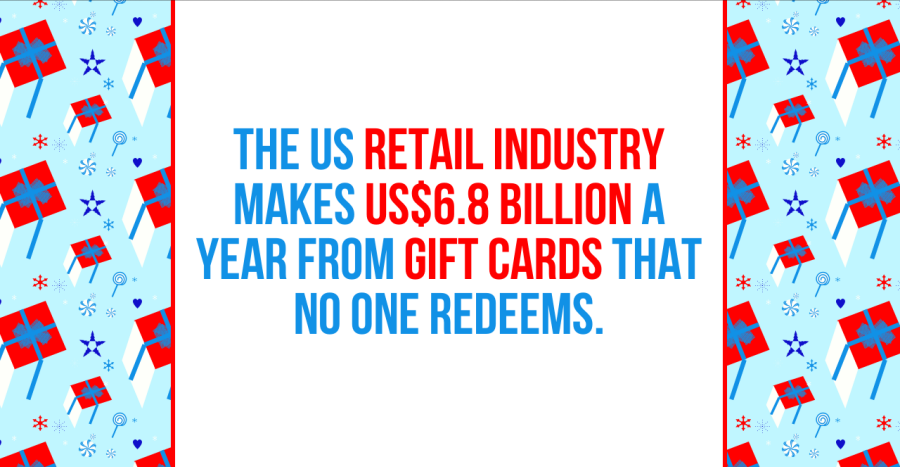 THE US RETAIL INDUSTRY
MAKES US$6.8 BILLION A
YEAR FROM GIFT CARDS THAT
NO ONE REDEEMS.